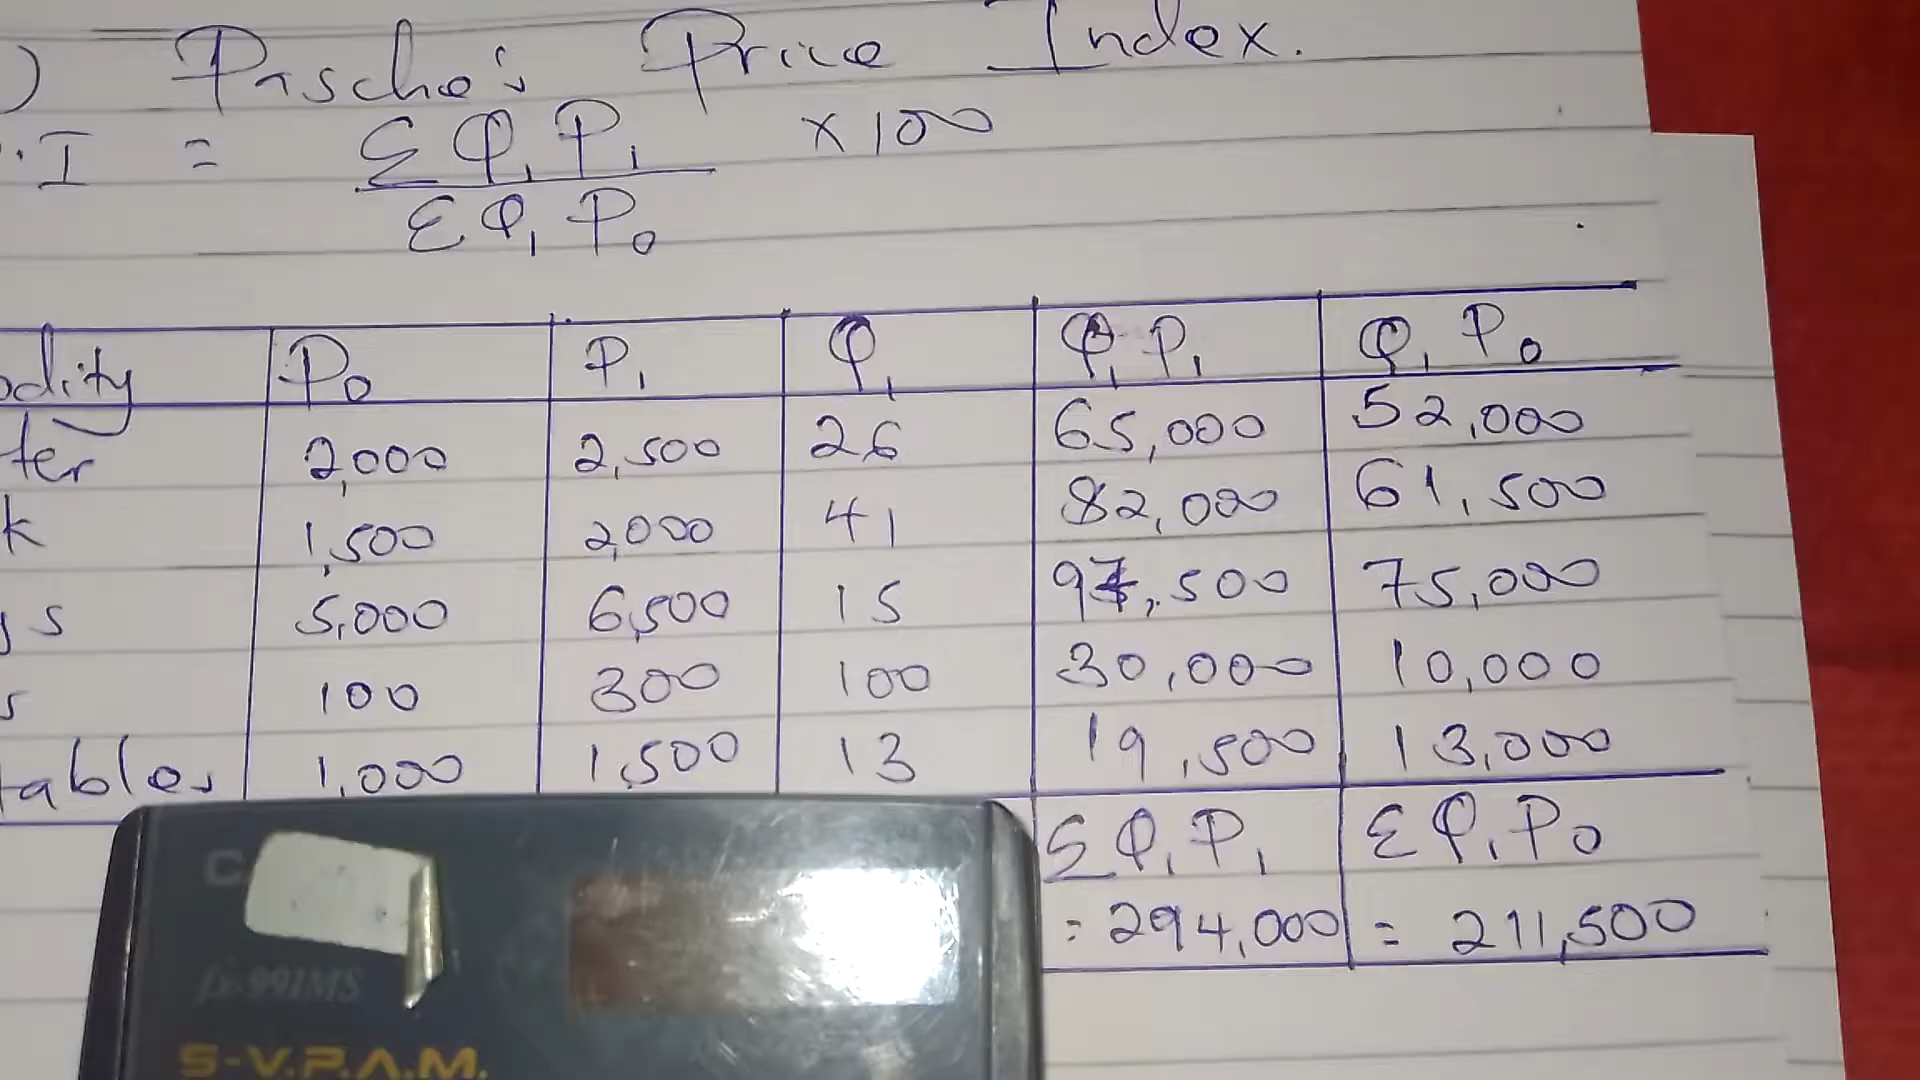 ) Pasche's Price Index.
.I = ΣQ₁P₁ ×100
ΣQ₁P₀
odity P₀ P₁ Q₁ Q₁P₁ Q₁P₀
ter 2,000 2,500 26 65,000 52,000
k 1,500 2,000 41 82,000 61,500
s 5,000 6,500 15 97,500 75,000
s 100 300 100 30,000 10,000
tables 1,000 1,500 13 19,500 13,000
ΣQ₁P₁ ΣQ₁P₀
= 294,000 = 211,500
C
fx-991MS
S-V.P.A.M.